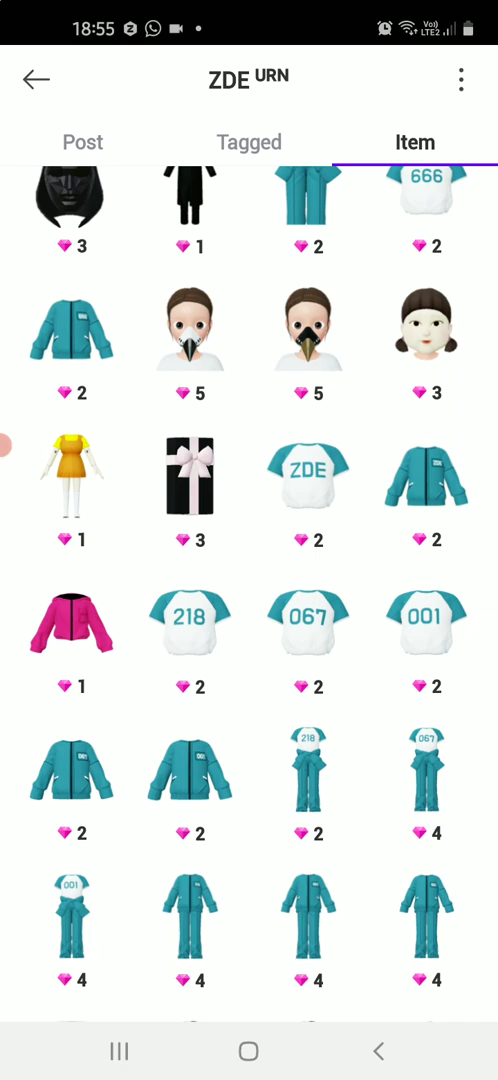 18:55
Vo)
LTE2
ZDE URN
Post Tagged Item
666
3 1 2 2
2 5 5 3
ZDE
1 3 2 2
218 067 001
1 2 2 2
218 067
2 2 2 4
001
4 4 4 4